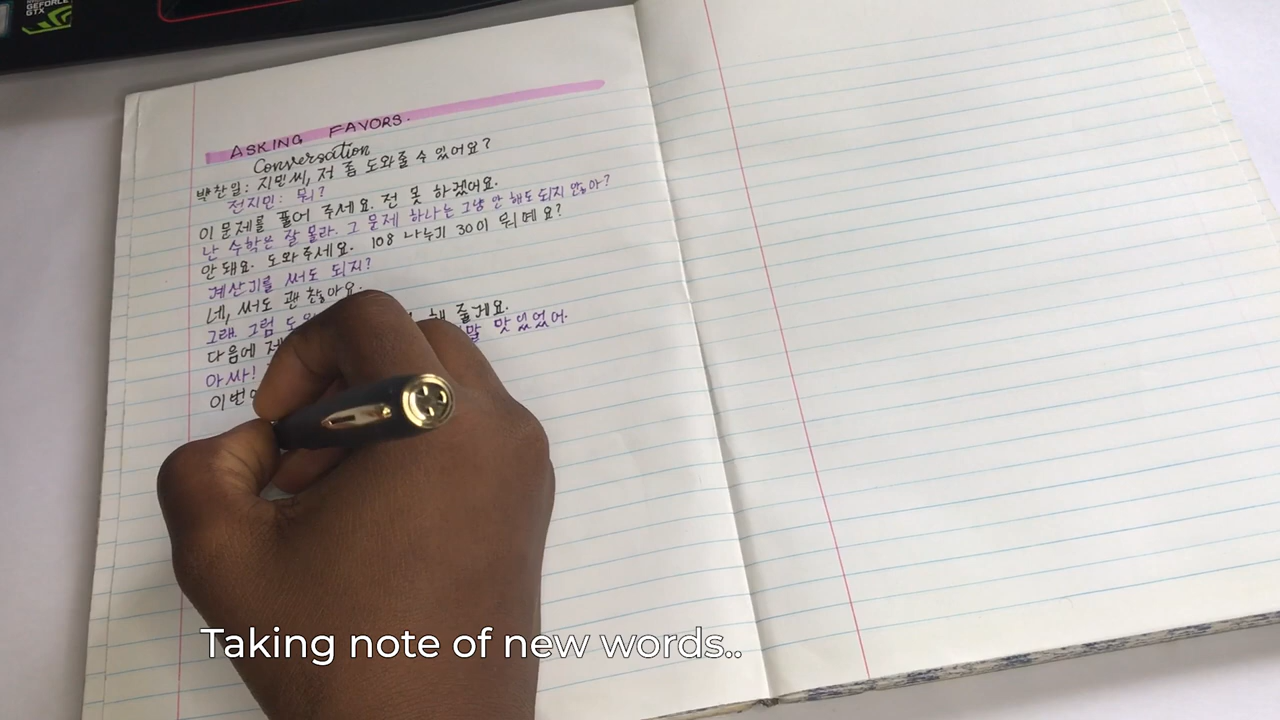 GEFORCE
GTX
ASKING FAVORS.
Conversation
박찬일: 지민씨, 저 좀 도와줄 수 있어요?
전지민: 뭐?
이 문제를 풀어 주세요. 전 못 하겠어요.
난 수학은 잘 몰라. 그 문제 하나는 그냥 안 해도 되지 않아?
안 돼요. 도와주세요. 108 나누기 30이 뭐예요?
계산기를 써도 되지?
네, 써도 괜찮아요.
그래. 그럼 해 줄게요.
다음에 맛있었어.
아싸!
이번
Taking note of new words..